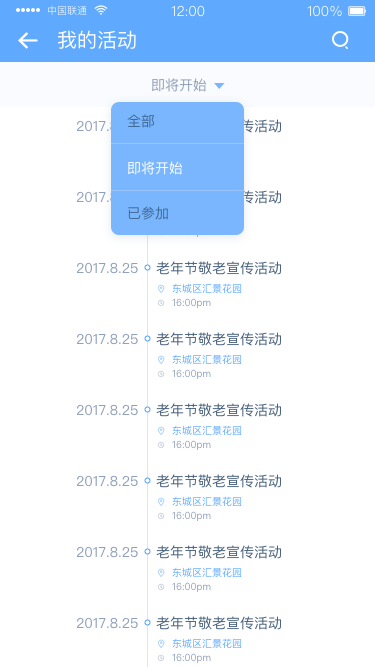 中国联通 12:00 100%
我的活动
即将开始
全部
即将开始
已参加
2017. 传活动
2017. 传活动
2017.8.25 老年节敬老宣传活动
东城区汇景花园
16:00pm
2017.8.25 老年节敬老宣传活动
东城区汇景花园
16:00pm
2017.8.25 老年节敬老宣传活动
东城区汇景花园
16:00pm
2017.8.25 老年节敬老宣传活动
东城区汇景花园
16:00pm
2017.8.25 老年节敬老宣传活动
东城区汇景花园
16:00pm
2017.8.25 老年节敬老宣传活动
东城区汇景花园
16:00pm